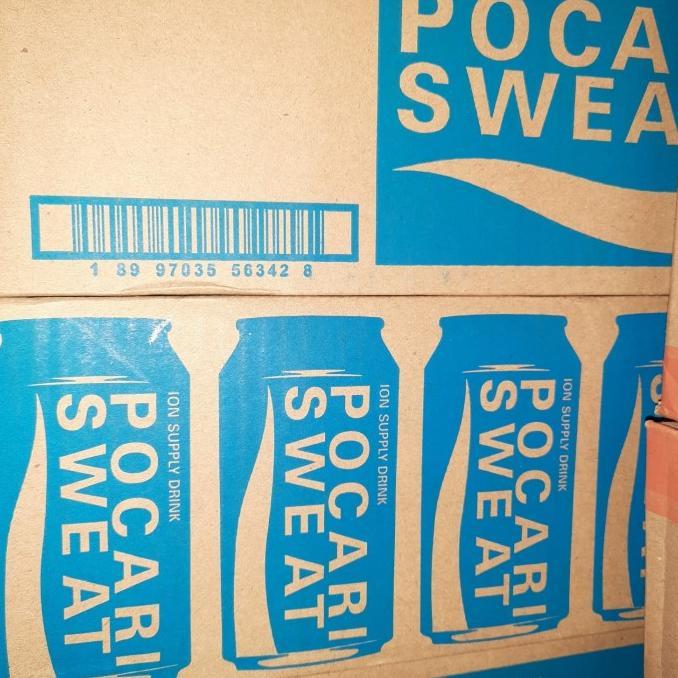 POCA
SWEA
1 89 97035 56342 8
ION SUPPLY DRINK
POCARI
SWEAT
ION SUPPLY DRINK
POCARI
SWEAT
ION SUPPLY DRINK
POCARI
SWEAT